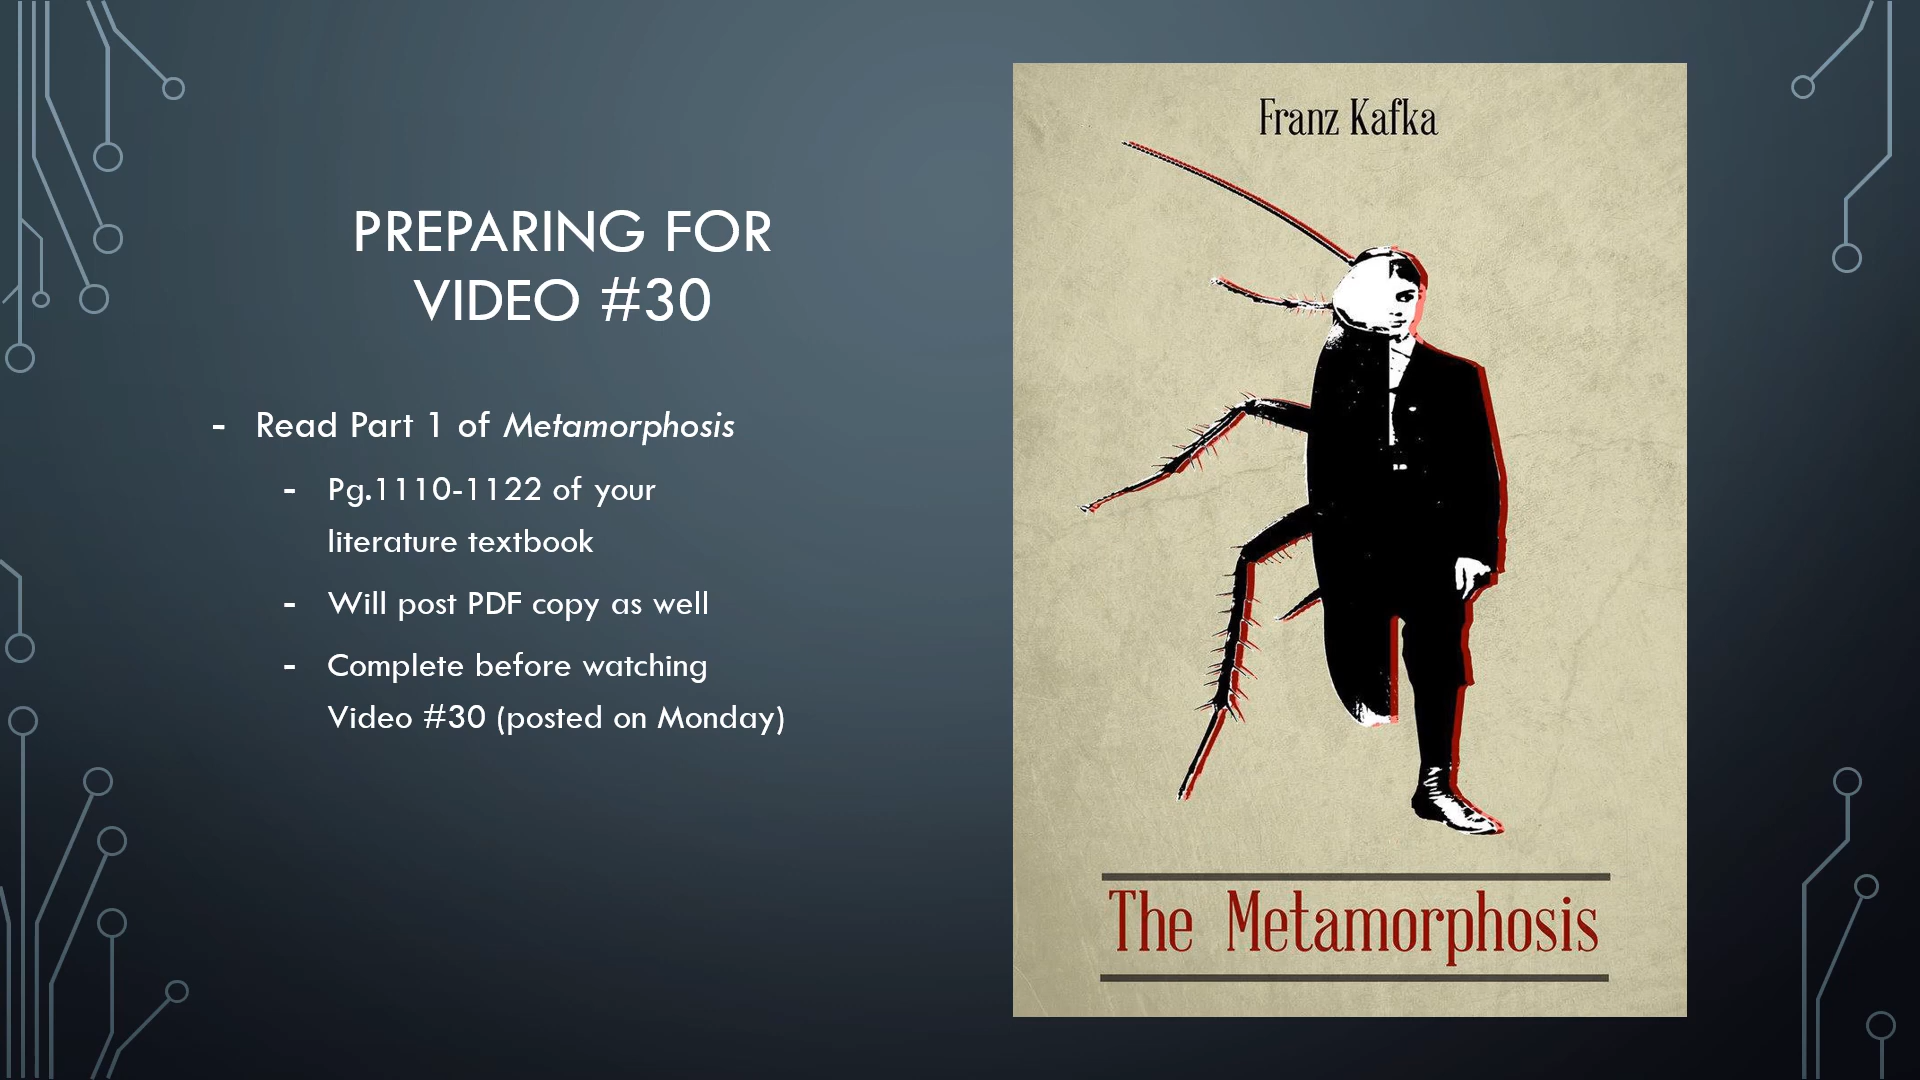 PREPARING FOR
VIDEO #30
- Read Part 1 of Metamorphosis
- Pg.1110-1122 of your
literature textbook
- Will post PDF copy as well
- Complete before watching
Video #30 (posted on Monday)
Franz Kafka
The Metamorphosis